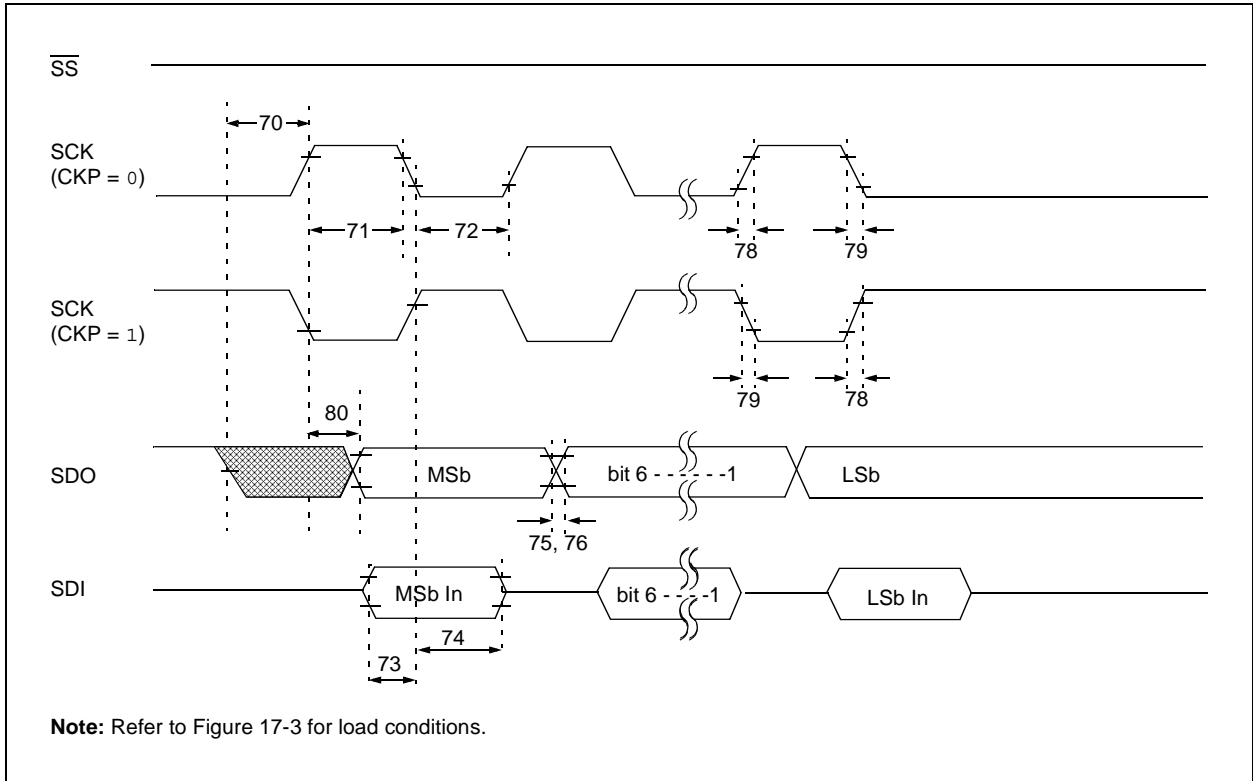 SS
70
SCK
(CKP = 0)
71
72
78
79
SCK
(CKP = 1)
79
78
80
SDO
MSb
bit 6 - - - - - -1
LSb
75, 76
SDI
MSb In
bit 6 - - - - -1
LSb In
74
73
Note: Refer to Figure 17-3 for load conditions.